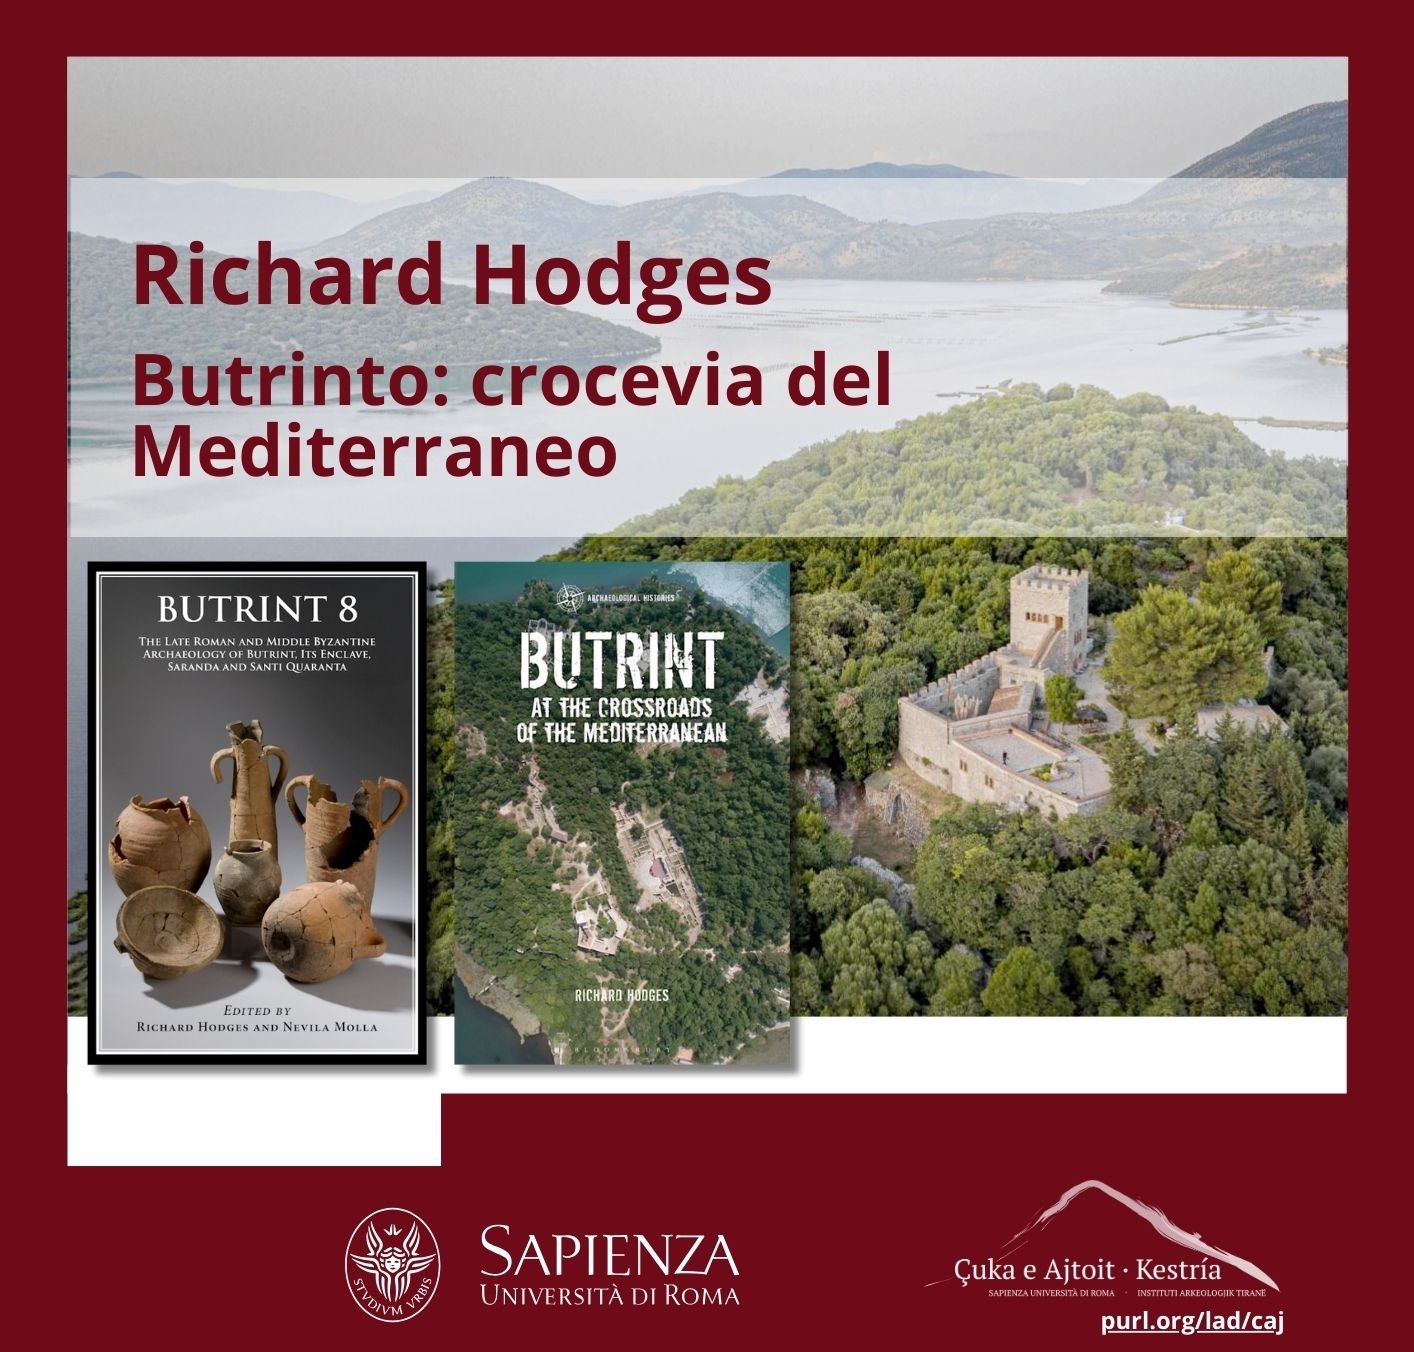 Richard Hodges
Butrinto: crocevia del
Mediterraneo
BUTRINT 8
THE LATE ROMAN AND MIDDLE BYZANTINE
ARCHAEOLOGY OF BUTRINT, ITS ENCLAVE,
SARANDA AND SANTI QUARANTA
EDITED BY
RICHARD HODGES AND NEVILA MOLLA
ARCHAEOLOGICAL HISTORIES
BUTRINT
AT THE CROSSROADS
OF THE MEDITERRANEAN
RICHARD HODGES
BLOOMSBURY
STVDIVM VRBIS
SAPIENZA
UNIVERSITÀ DI ROMA
Çuka e Ajtoit · Kestría
SAPIENZA UNIVERSITÀ DI ROMA · INSTITUTI ARKEOLOGJIK TIRANË
purl.org/lad/caj